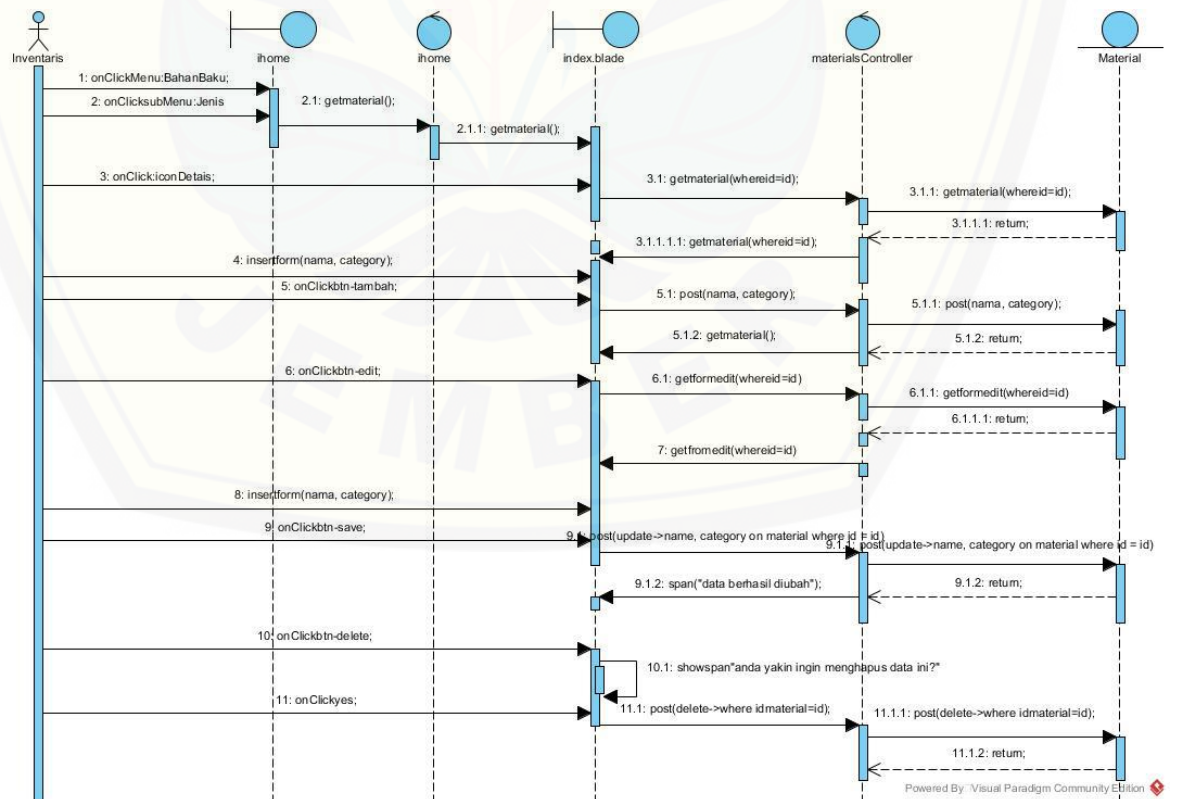 Inventaris
ihome
ihome
index.blade
materialsController
Material
1: onClickMenu:BahanBaku;
2: onClicksubMenu:Jenis
2.1: getmaterial();
2.1.1: getmaterial();
3: onClick:iconDetais;
3.1: getmaterial(whereid=id);
3.1.1: getmaterial(whereid=id);
3.1.1.1: return;
3.1.1.1.1: getmaterial(whereid=id);
4: insertform(nama, category);
5: onClickbtn-tambah;
5.1: post(nama, category);
5.1.1: post(nama, category);
5.1.2: getmaterial();
5.1.2: return;
6: onClickbtn-edit;
6.1: getformedit(whereid=id)
6.1.1: getformedit(whereid=id)
6.1.1.1: return;
7: getfromedit(whereid=id)
8: insertform(nama, category);
9: onClickbtn-save;
9.1: post(update->name, category on material where id = id)
9.1.1: post(update->name, category on material where id = id)
9.1.2: span("data berhasil diubah");
9.1.2: return;
10: onClickbtn-delete;
10.1: showspan"anda yakin ingin menghapus data ini?"
11: onClickyes;
11.1: post(delete->where idmaterial=id);
11.1.1: post(delete->where idmaterial=id);
11.1.2: return;
JEMBER
Powered By Visual Paradigm Community Edition